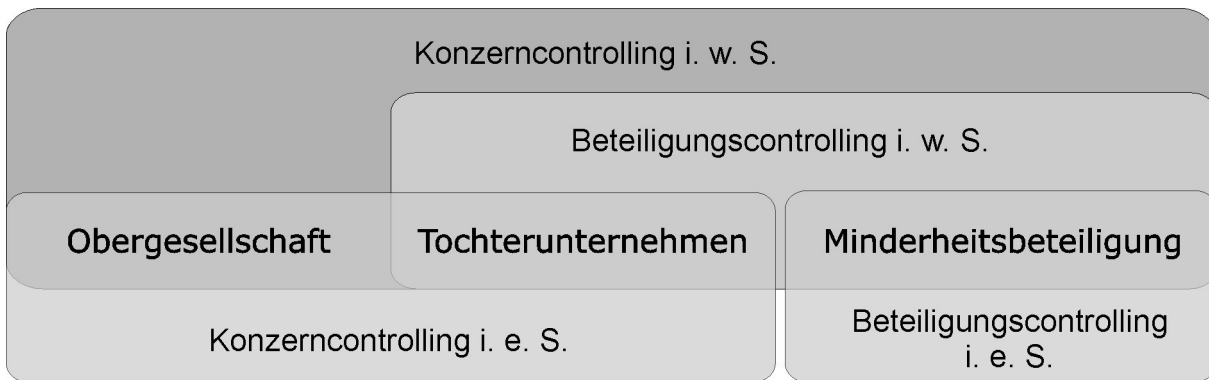 Konzerncontrolling i. w. S.
Beteiligungscontrolling i. w. S.
Obergesellschaft Tochterunternehmen Minderheitsbeteiligung
Konzerncontrolling i. e. S.
Beteiligungscontrolling
i. e. S.